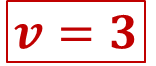 v = 3